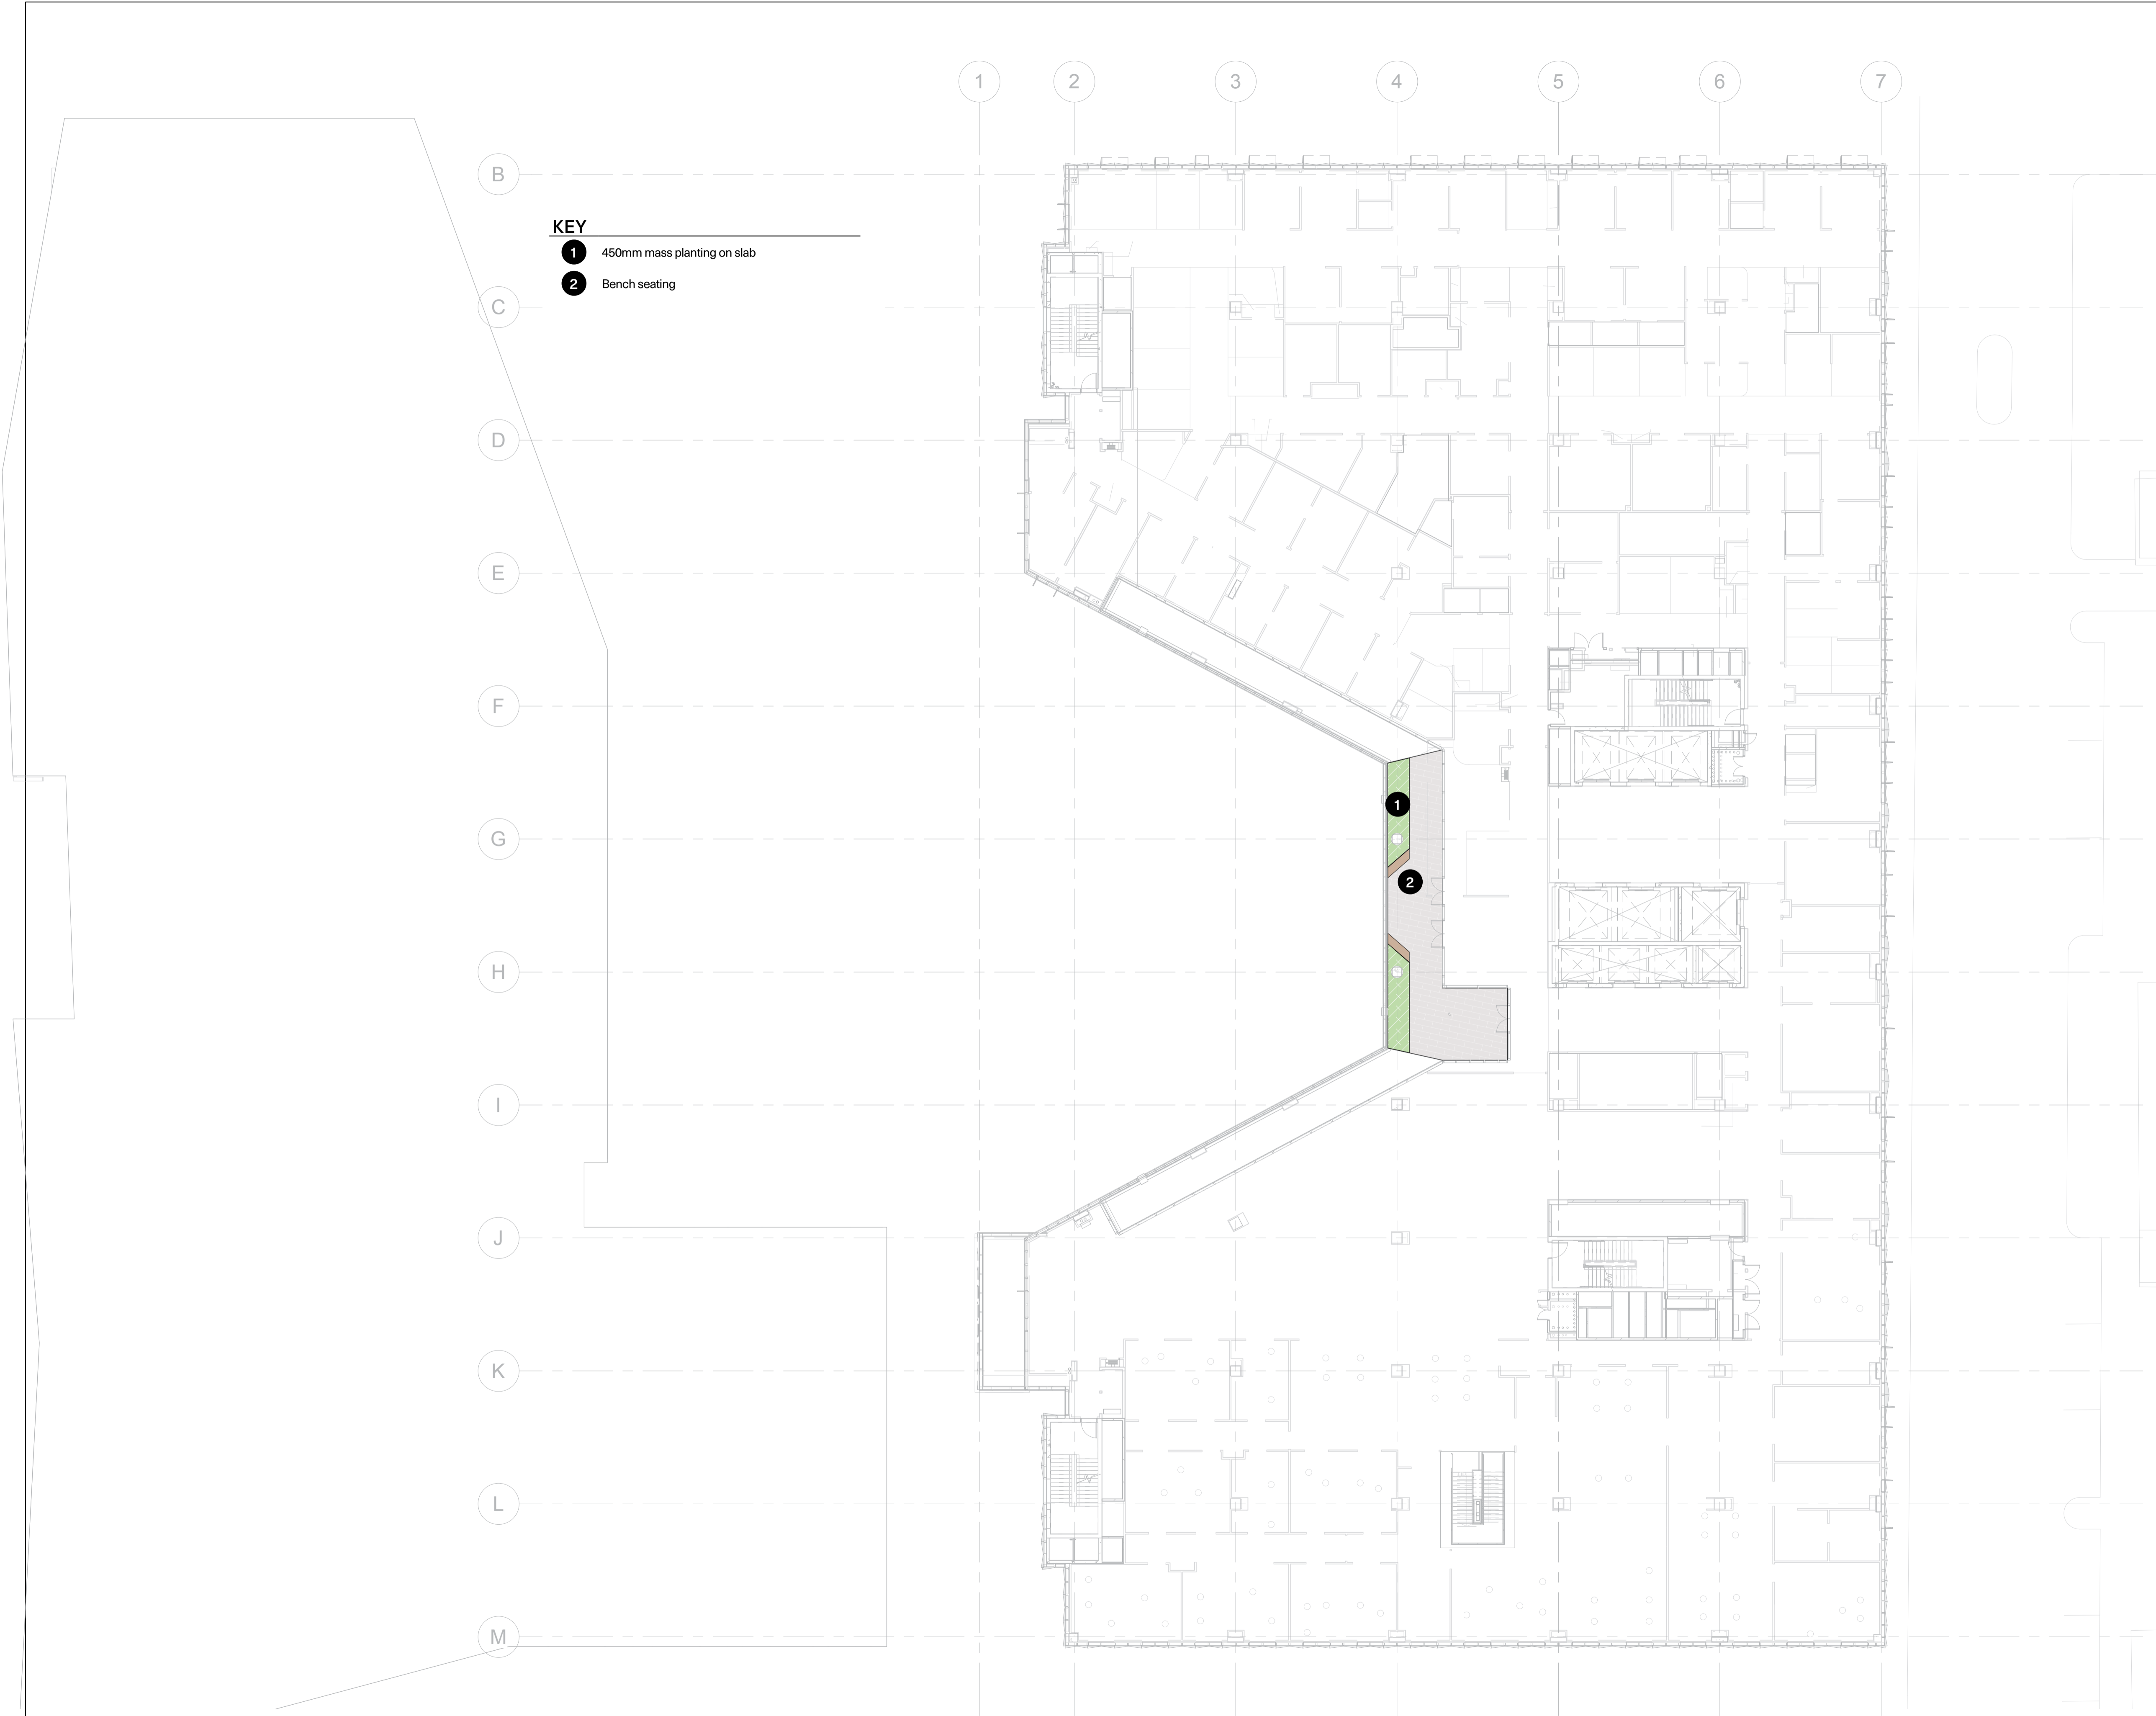 1 2 3 4 5 6 7
B
KEY
1 450mm mass planting on slab
2 Bench seating
C
D
E
F
1
G
2
H
I
J
K
L
M